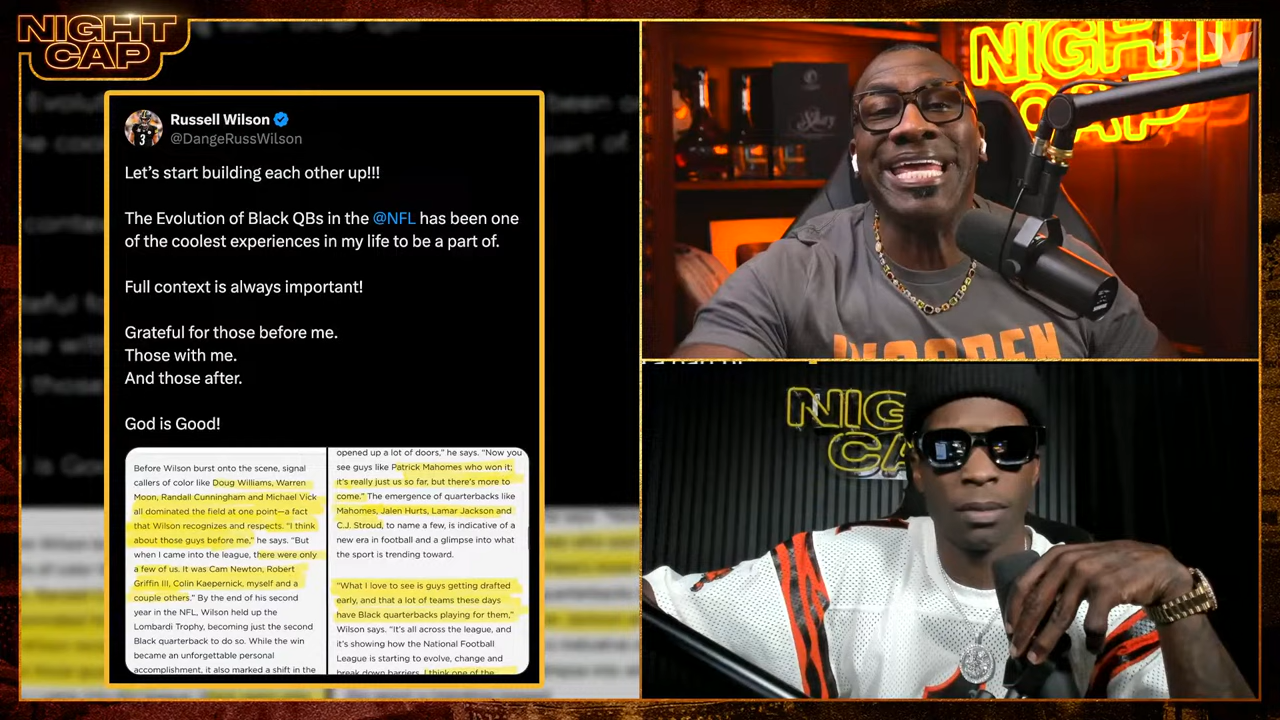 NIGHT
CAP
Russell Wilson
@DangeRussWilson
Let's start building each other up!!!
The Evolution of Black QBs in the @NFL has been one
of the coolest experiences in my life to be a part of.
Full context is always important!
Grateful for those before me.
Those with me.
And those after.
God is Good!
Before Wilson burst onto the scene, signal
callers of color like Doug Williams, Warren
Moon, Randall Cunningham and Michael Vick
all dominated the field at one point—a fact
that Wilson recognizes and respects. "I think
about those guys before me," he says. "But
when I came into the league, there were only
a few of us. It was Cam Newton, Robert
Griffin III, Colin Kaepernick, myself and a
couple others." By the end of his second
year in the NFL, Wilson held up the
Lombardi Trophy, becoming just the second
Black quarterback to do so. While the win
became an unforgettable personal
accomplishment, it also marked a shift in the
opened up a lot of doors," he says. "Now you
see guys like Patrick Mahomes who won it;
it's really just us so far, but there's more to
come." The emergence of quarterbacks like
Mahomes, Jalen Hurts, Lamar Jackson and
C.J. Stroud, to name a few, is indicative of a
new era in football and a glimpse into what
the sport is trending toward.
"What I love to see is guys getting drafted
early, and that a lot of teams these days
have Black quarterbacks playing for them,"
Wilson says. "It's all across the league, and
it's showing how the National Football
League is starting to evolve, change and
break down barriers. I think one of the
NIGHT
CAP
WOODEN
NIG
CA